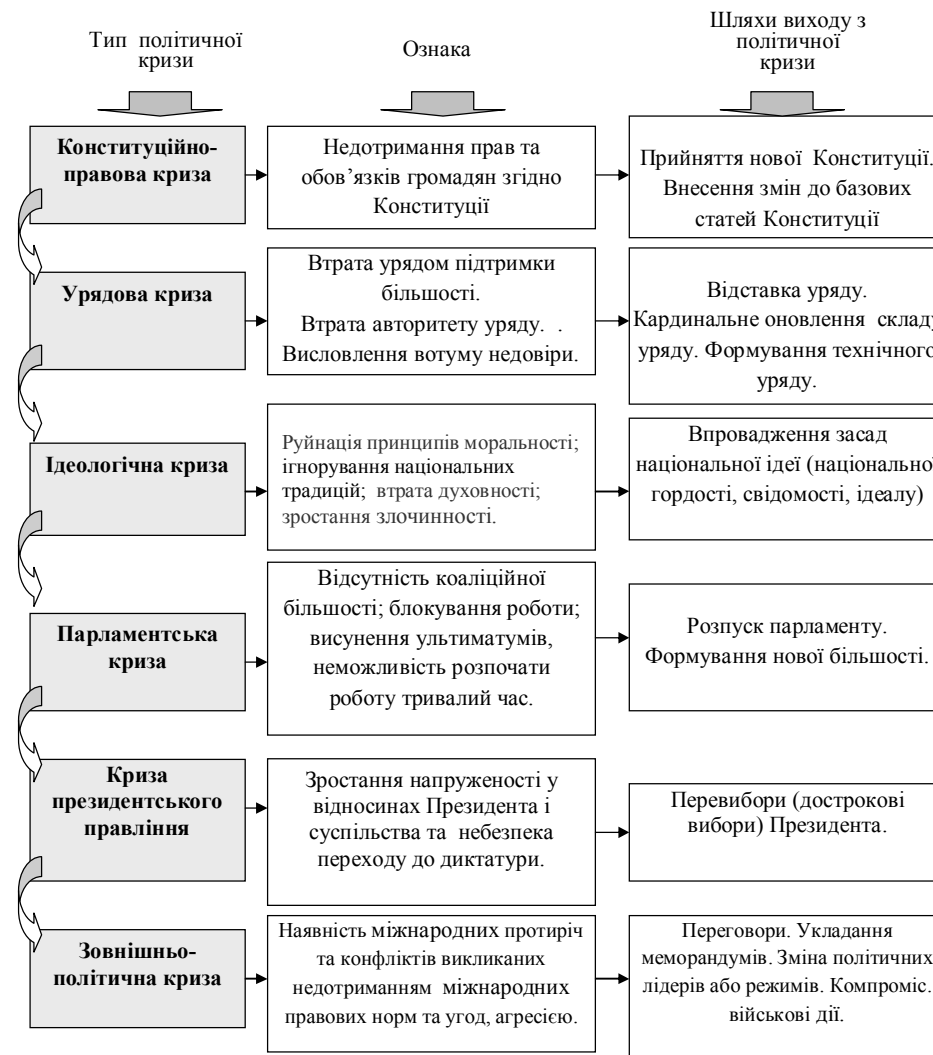 Тип політичної
кризи
Ознака
Шляхи виходу з
політичної
кризи
Конституційно-
правова криза
Недотримання прав та
обов’язків громадян згідно
Конституції
Прийняття нової Конституції.
Внесення змін до базових
статей Конституції
Урядова криза
Втрата урядом підтримки
більшості.
Втрата авторитету уряду. .
Висловлення вотуму недовіри.
Відставка уряду.
Кардинальне оновлення складу
уряду. Формування технічного
уряду.
Ідеологічна криза
Руйнація принципів моральності;
ігнорування національних
традицій; втрата духовності;
зростання злочинності.
Впровадження засад
національної ідеї (національної
гордості, свідомості, ідеалу)
Парламентська
криза
Відсутність коаліційної
більшості; блокування роботи;
висунення ультиматумів,
неможливість розпочати
роботу тривалий час.
Розпуск парламенту.
Формування нової більшості.
Криза
президентського
правління
Зростання напруженості у
відносинах Президента і
суспільства та небезпека
переходу до диктатури.
Перевибори (дострокові
вибори) Президента.
Зовнішньо-
політична криза
Наявність міжнародних протиріч
та конфліктів викликаних
недотриманням міжнародних
правових норм та угод, агресією.
Переговори. Укладання
меморандумів. Зміна політичних
лідерів або режимів. Компроміс.
військові дії.